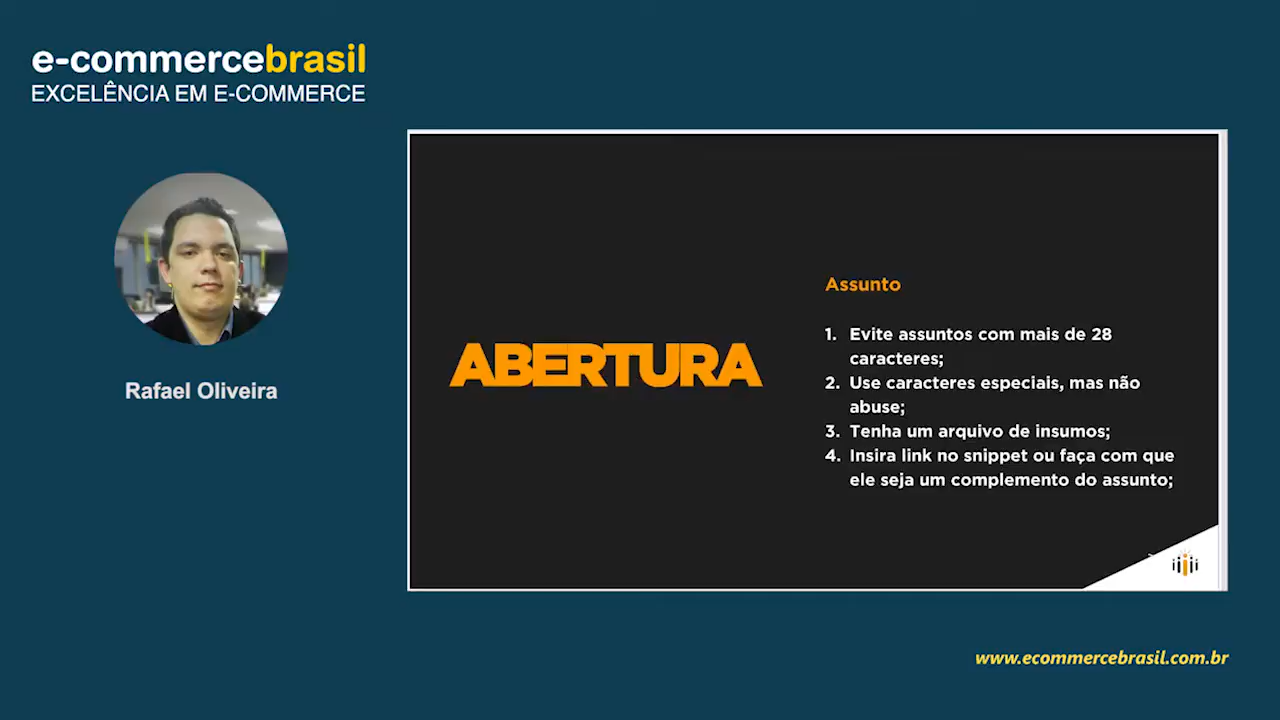 e-commercebrasil
EXCELÊNCIA EM E-COMMERCE
Rafael Oliveira
ABERTURA
Assunto
1. Evite assuntos com mais de 28
caracteres;
2. Use caracteres especiais, mas não
abuse;
3. Tenha um arquivo de insumos;
4. Insira link no snippet ou faça com que
ele seja um complemento do assunto;
www.ecommercebrasil.com.br